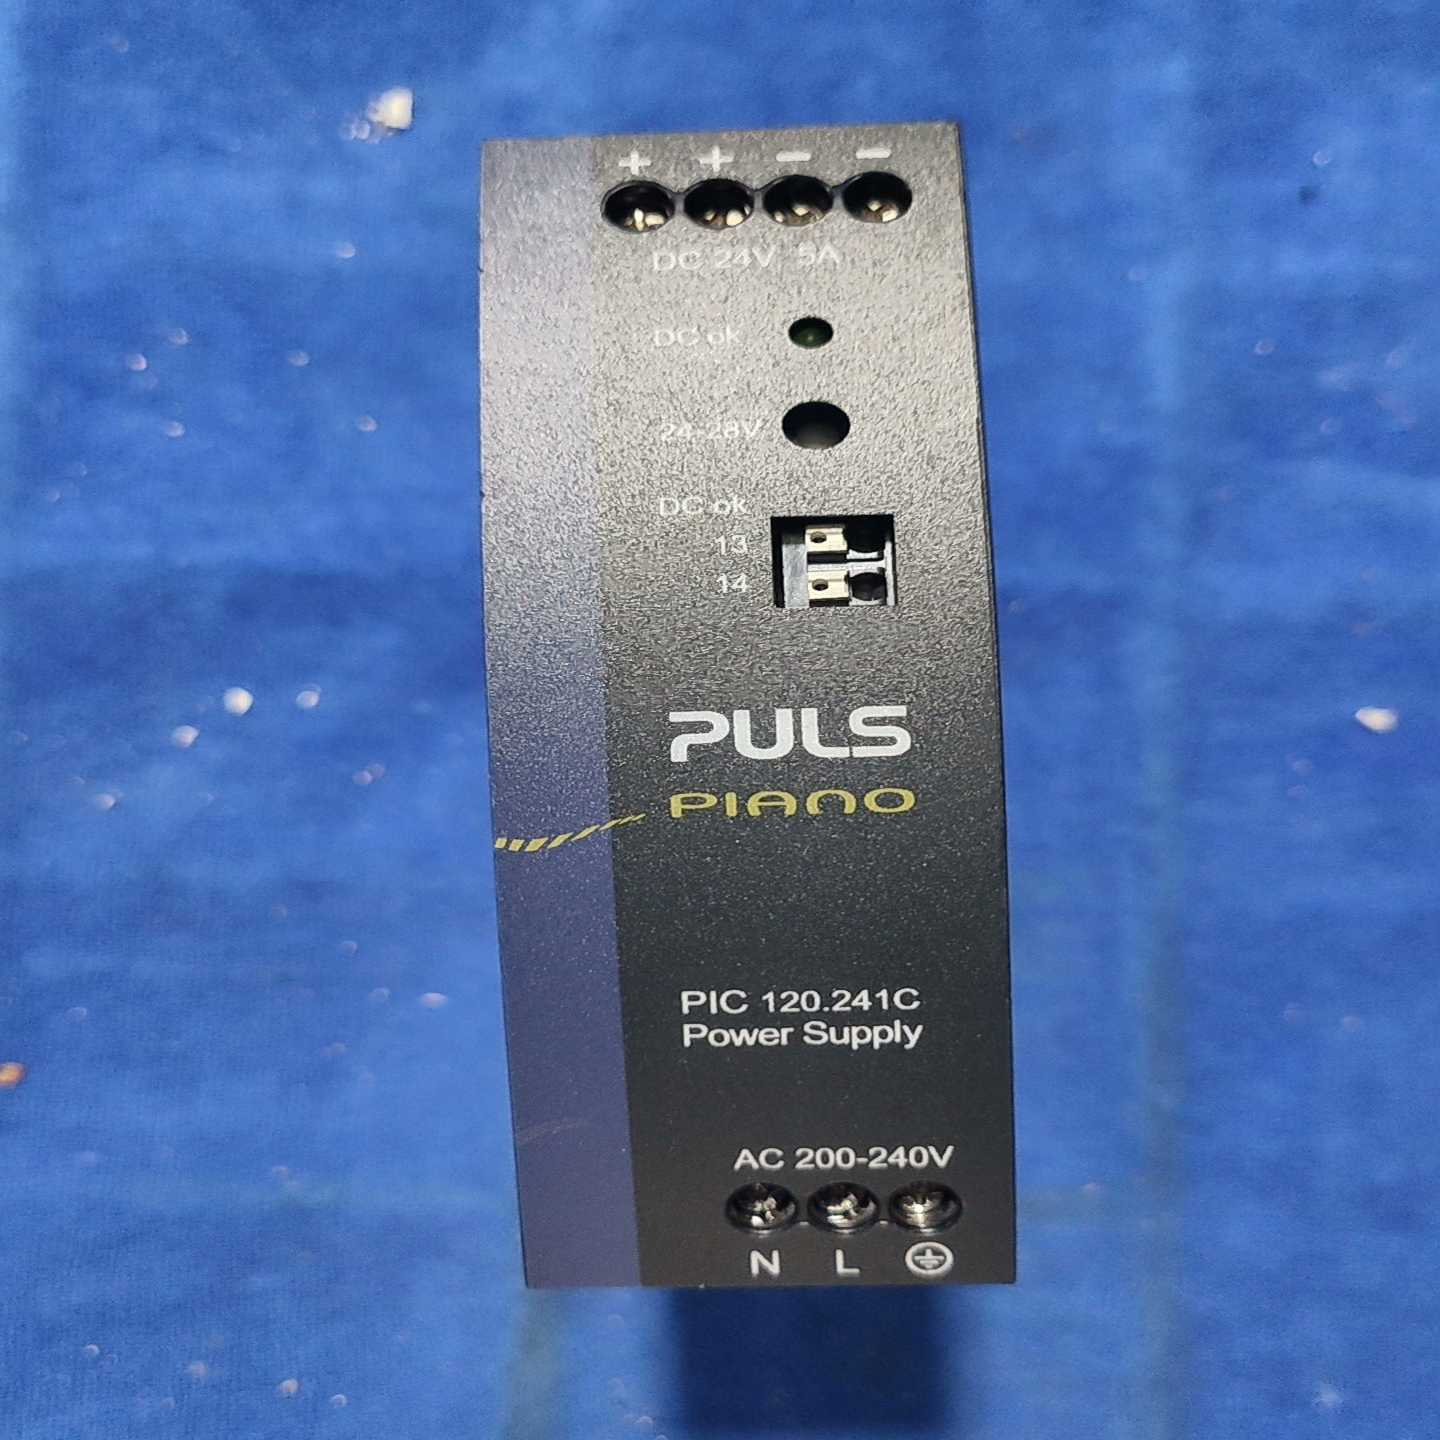 + + − −
DC 24V 5A
DC ok
24-28V
DC ok
13
14
PULS
PIANO
PIC 120.241C
Power Supply
AC 200-240V
N L